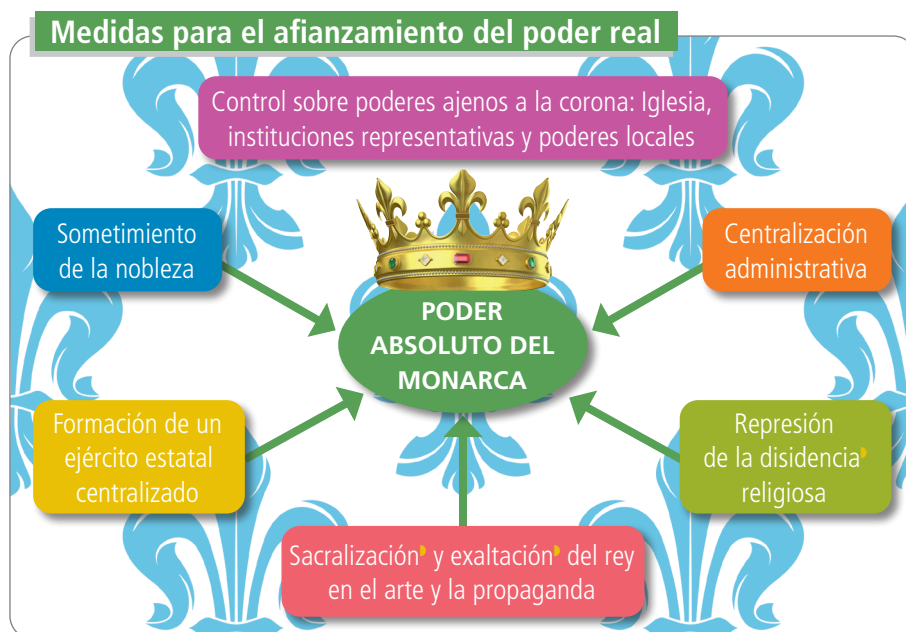 Medidas para el afianzamiento del poder real
Control sobre poderes ajenos a la corona: Iglesia,
instituciones representativas y poderes locales
Sometimiento
de la nobleza
Centralización
administrativa
PODER
ABSOLUTO DEL
MONARCA
Formación de un
ejército estatal
centralizado
Represión
de la disidencia
religiosa
Sacralización y exaltación del rey
en el arte y la propaganda